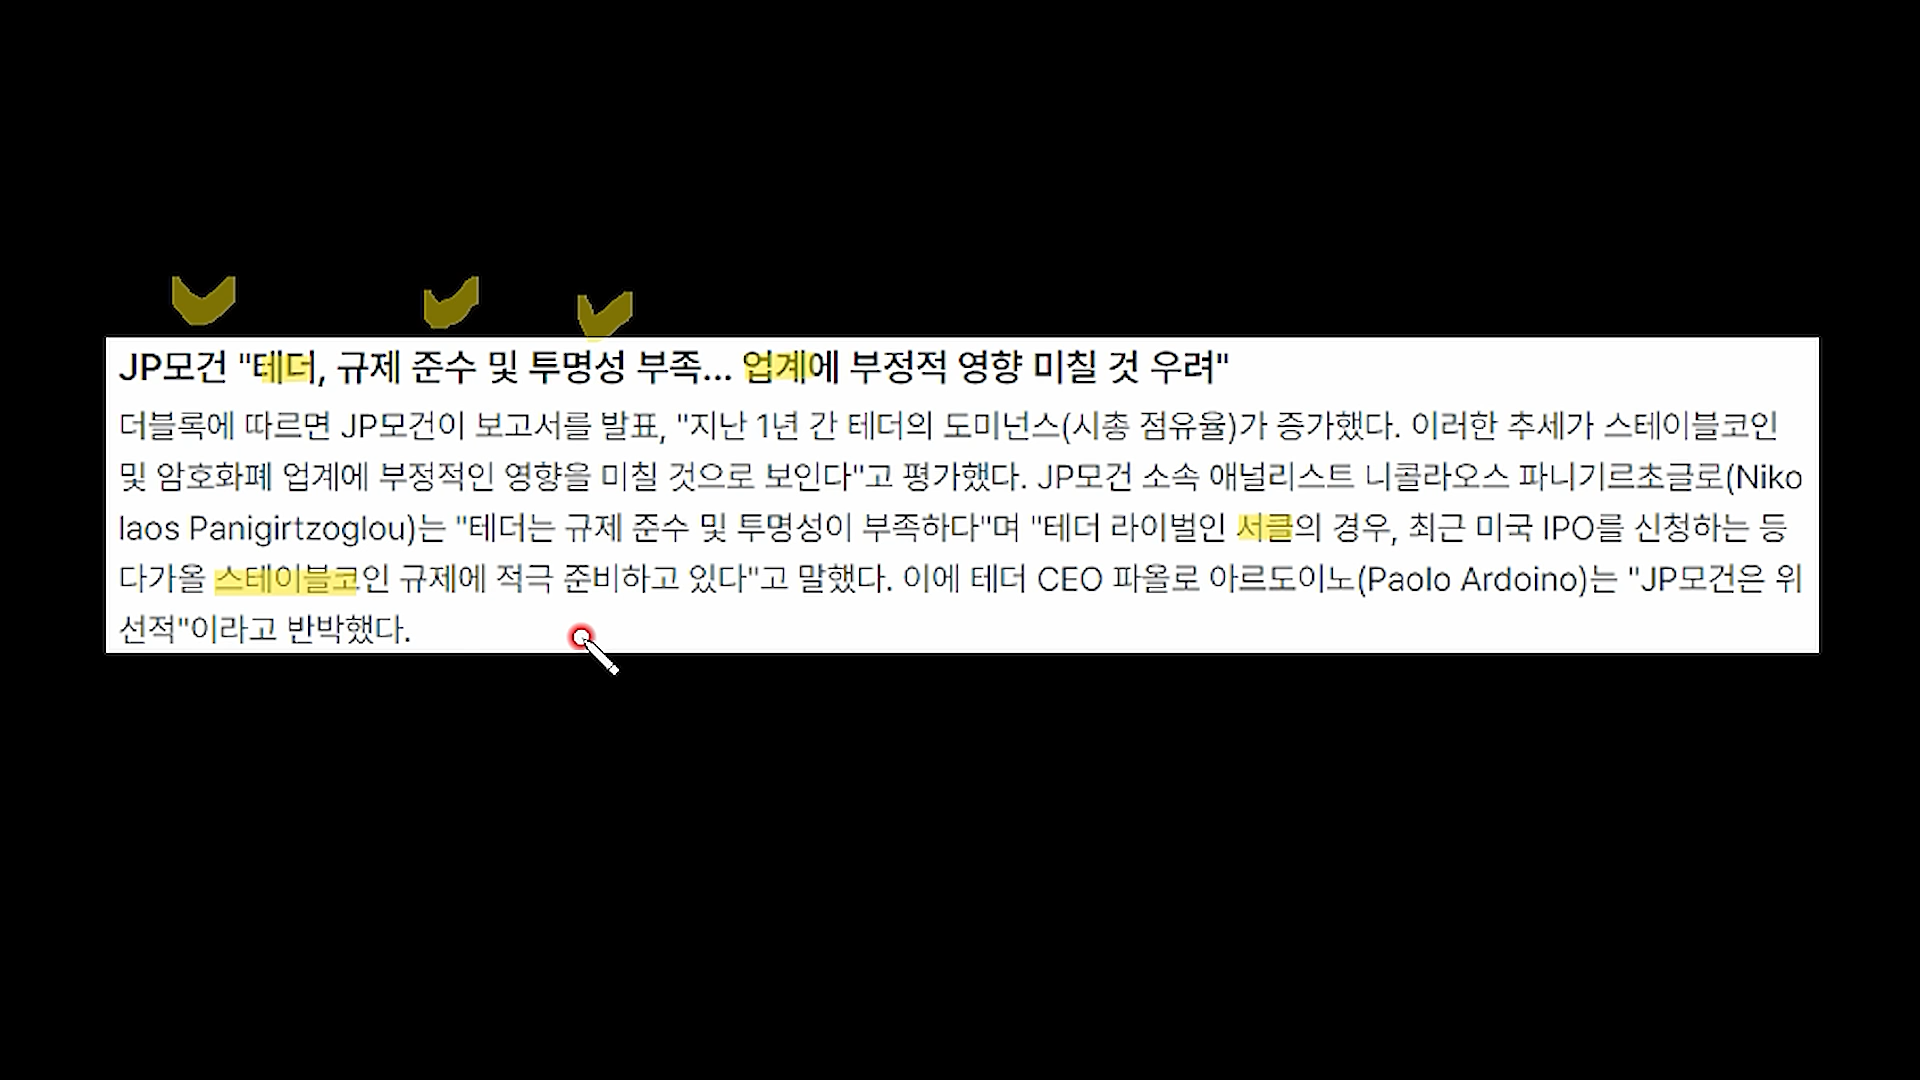 JP모건 "테더, 규제 준수 및 투명성 부족... 업계에 부정적 영향 미칠 것 우려"
더블록에 따르면 JP모건이 보고서를 발표, "지난 1년 간 테더의 도미넌스(시총 점유율)가 증가했다. 이러한 추세가 스테이블코인
및 암호화폐 업계에 부정적인 영향을 미칠 것으로 보인다"고 평가했다. JP모건 소속 애널리스트 니콜라오스 파니기르초글로(Niko
laos Panigirtzoglou)는 "테더는 규제 준수 및 투명성이 부족하다"며 "테더 라이벌인 서클의 경우, 최근 미국 IPO를 신청하는 등
다가올 스테이블코인 규제에 적극 준비하고 있다"고 말했다. 이에 테더 CEO 파올로 아르도이노(Paolo Ardoino)는 "JP모건은 위
선적"이라고 반박했다.